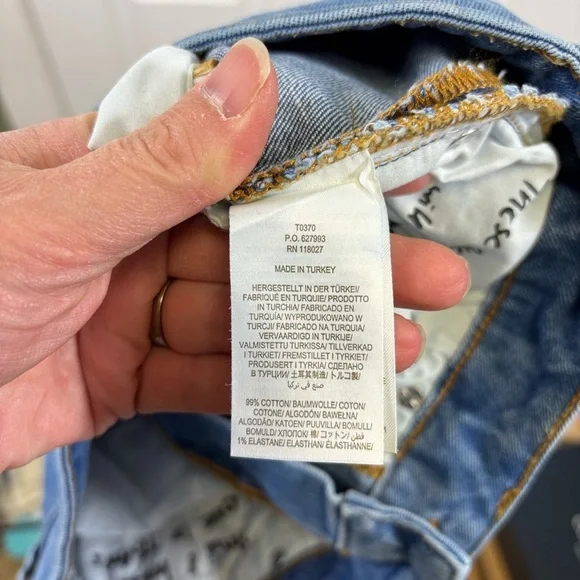 T0370
P.O. 627993
RN 118027
MADE IN TURKEY
HERGESTELLT IN DER TÜRKEI/
FABRIQUÉ EN TURQUIE/ PRODOTTO
IN TURCHIA/ FABRICADO EN
TURQUÍA/ WYPRODUKOWANO W
TURCJI/ FABRICADO NA TURQUIA/
VERVAARDIGD IN TURKIJE/
VALMISTETTU TURKISSA/ TILLVERKAD
I TURKIET/ FREMSTILLET I TYRKIET/
PRODUSERT I TYRKIA/ СДЕЛАНО
В ТУРЦИИ/ 土耳其制造/ トルコ製/
صنع في تركيا
99% COTTON/ BAUMWOLLE/ COTON/
COTONE/ ALGODÓN/ BAWEŁNA/
ALGODÃO/ KATOEN/ PUUVILLA/ BOMULL/
BOMULD/ ХЛОПОК/ 棉/ コットン/ قطن
1% ELASTANE/ ELASTHAN/ ÉLASTHANNE/
THESE